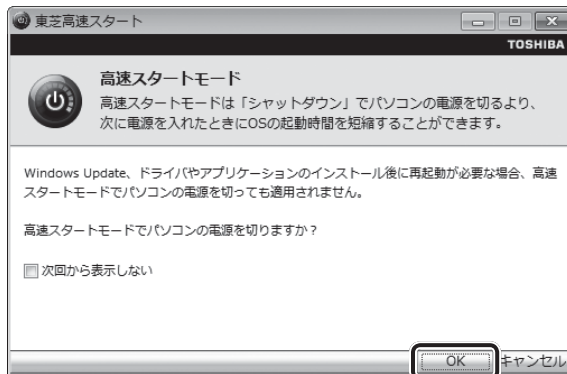 東芝高速スタート
TOSHIBA
高速スタートモード
高速スタートモードは「シャットダウン」でパソコンの電源を切るより、
次に電源を入れたときにOSの起動時間を短縮することができます。
Windows Update、ドライバやアプリケーションのインストール後に再起動が必要な場合、高速
スタートモードでパソコンの電源を切っても適用されません。
高速スタートモードでパソコンの電源を切りますか？
次回から表示しない
OK キャンセル